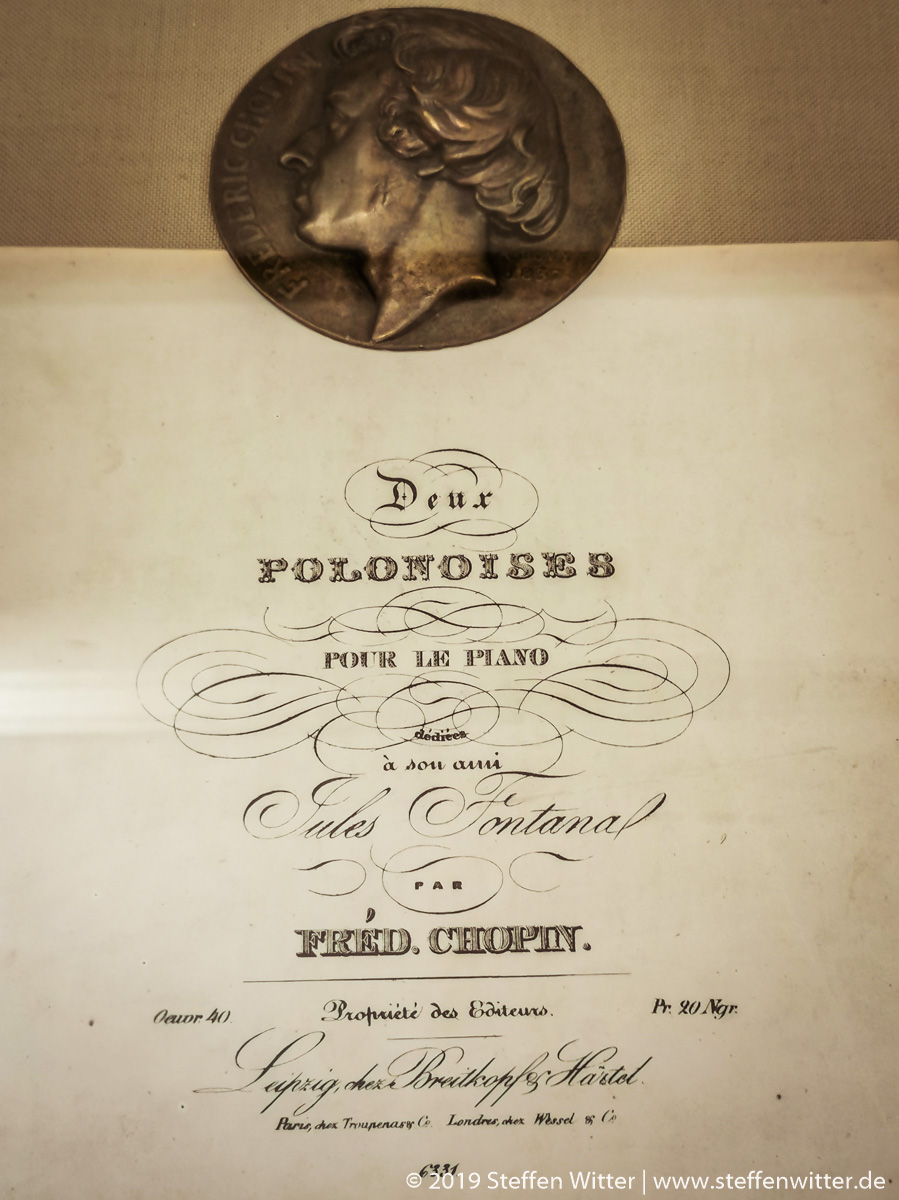 FREDERIC CHOPIN
Deux
POLONOISES
POUR LE PIANO
dédiées
à son ami
Jules Fontana
PAR
FRÉD. CHOPIN.
Oeuvr. 40. Propriété des Editeurs. Pr. 20 Ngr.
Leipzig, chez Breitkopf & Härtel.
Paris, chez Troupenas & Co. Londres, chez Wessel & Co
6331
© 2019 Steffen Witter | www.steffenwitter.de